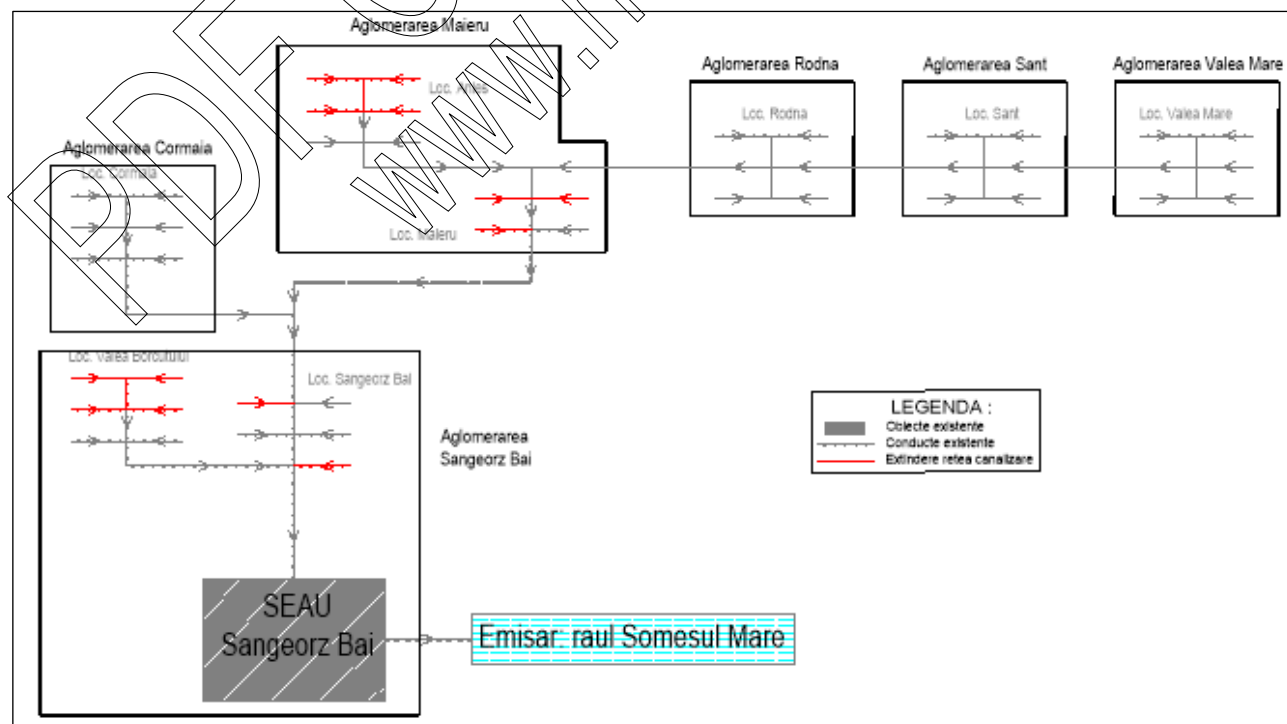 Aglomerarea Maieru
Loc. Anies
Aglomerarea Rodna
Loc. Rodna
Aglomerarea Sant
Loc. Sant
Aglomerarea Valea Mare
Loc. Valea Mare
Aglomerarea Cormaia
Loc. Cormaia
Loc. Maieru
Loc. Valea Borcutului
Loc. Sangeorz Bai
Aglomerarea
Sangeorz Bai
LEGENDA :
Obiecte existente
Conducte existente
Extindere retea canalizare
SEAU
Sangeorz Bai
Emisar: raul Somesul Mare
PDF
www.